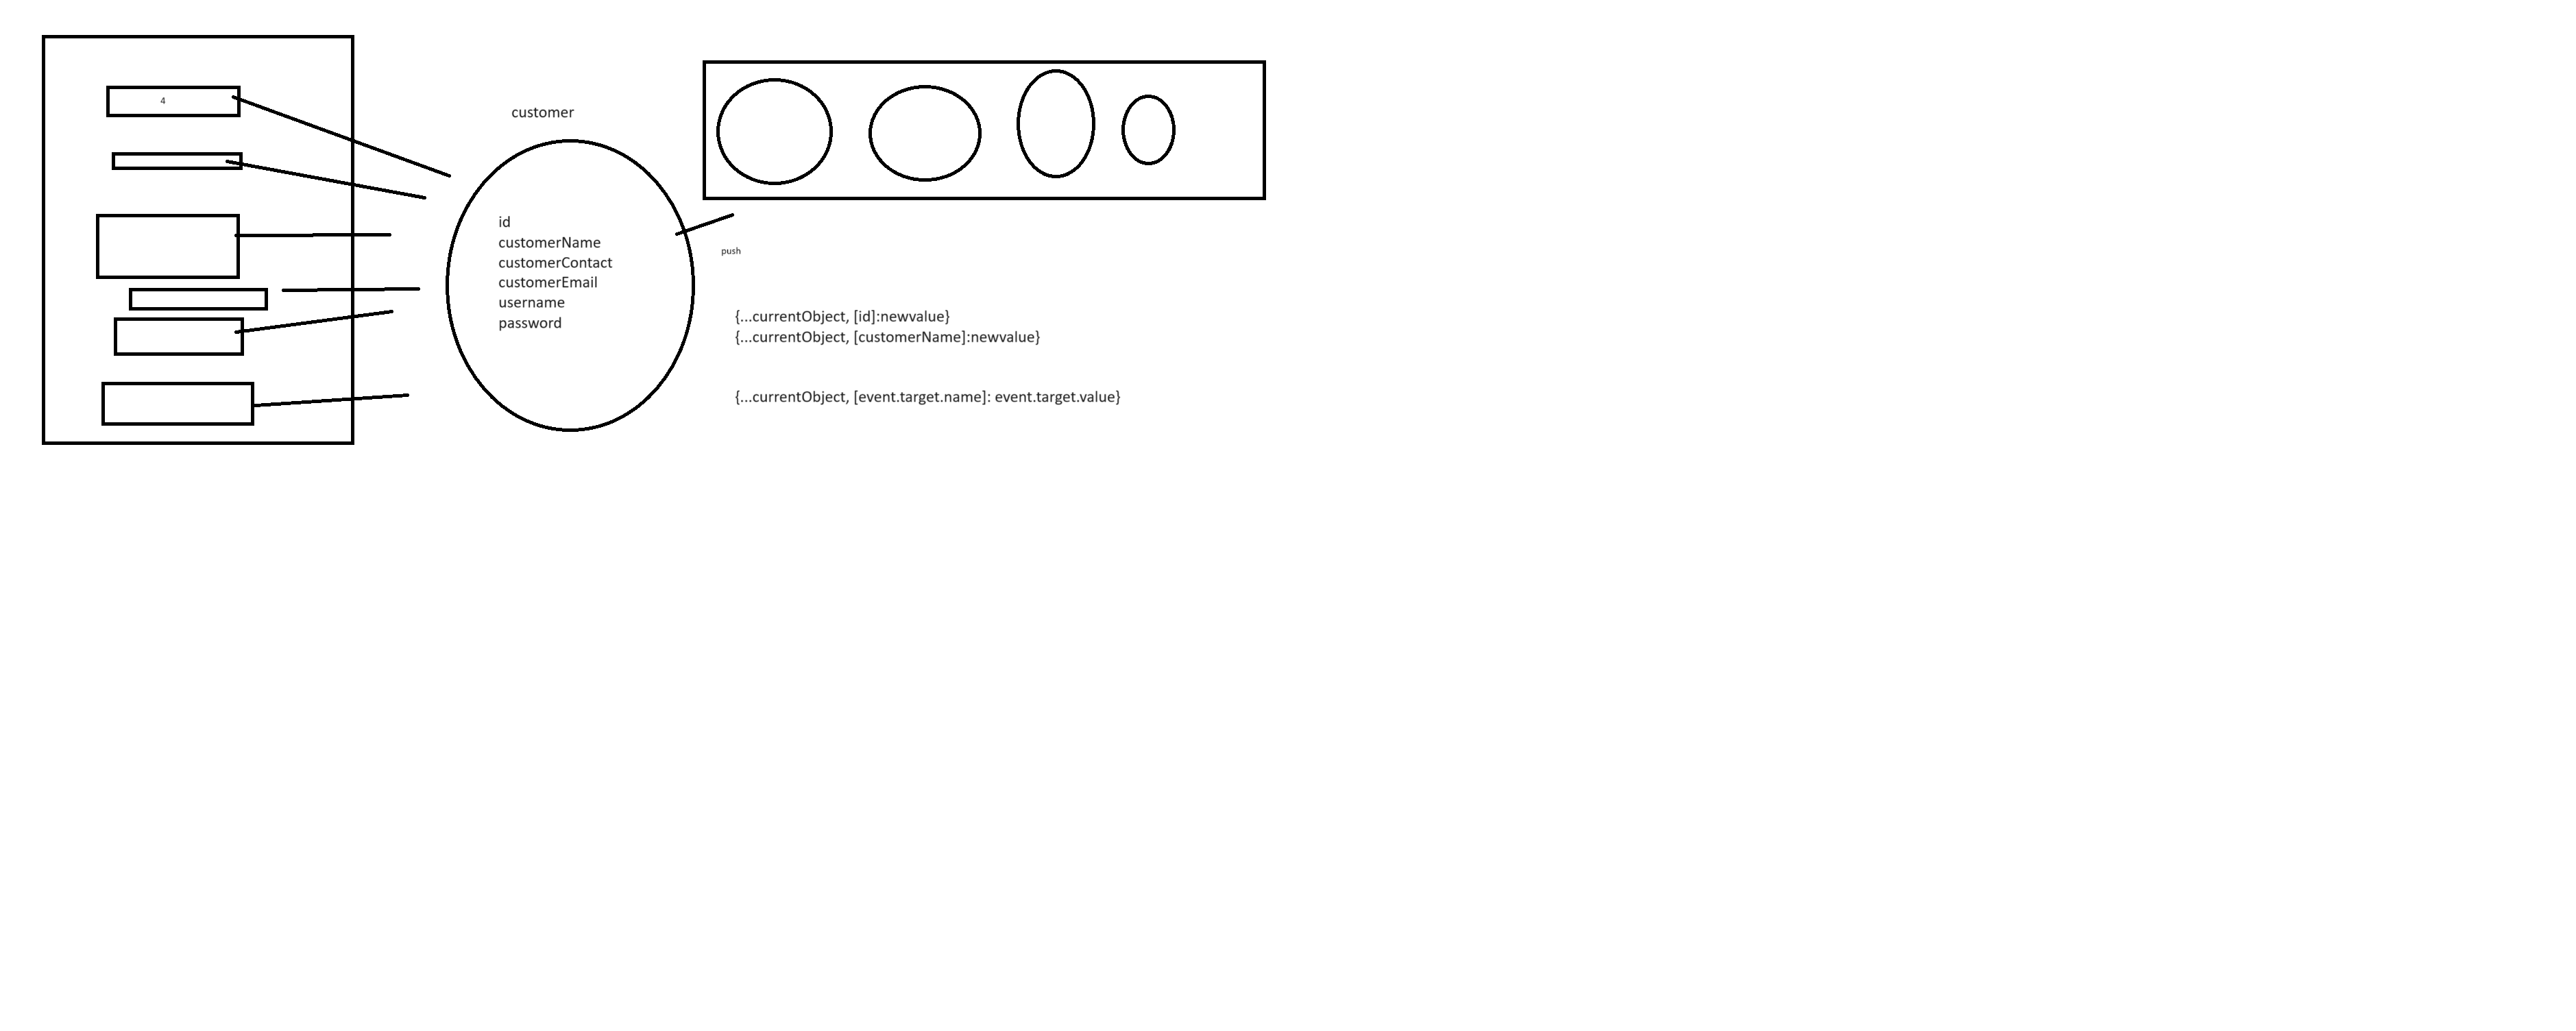 4
customer
id
customerName
customerContact
customerEmail
username
password
push
{...currentObject, [id]:newvalue}
{...currentObject, [customerName]:newvalue}
{...currentObject, [event.target.name]: event.target.value}